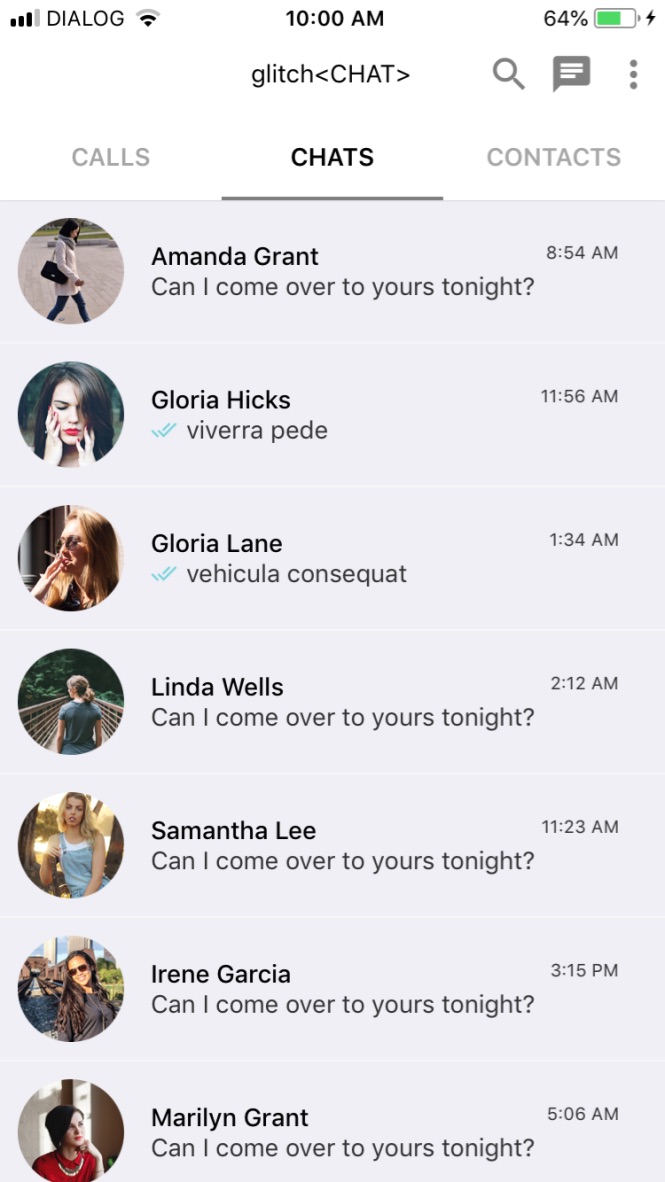 DIALOG 10:00 AM 64%
glitch<CHAT>
CALLS CHATS CONTACTS
Amanda Grant 8:54 AM
Can I come over to yours tonight?
Gloria Hicks 11:56 AM
viverra pede
Gloria Lane 1:34 AM
vehicula consequat
Linda Wells 2:12 AM
Can I come over to yours tonight?
Samantha Lee 11:23 AM
Can I come over to yours tonight?
Irene Garcia 3:15 PM
Can I come over to yours tonight?
Marilyn Grant 5:06 AM
Can I come over to yours tonight?